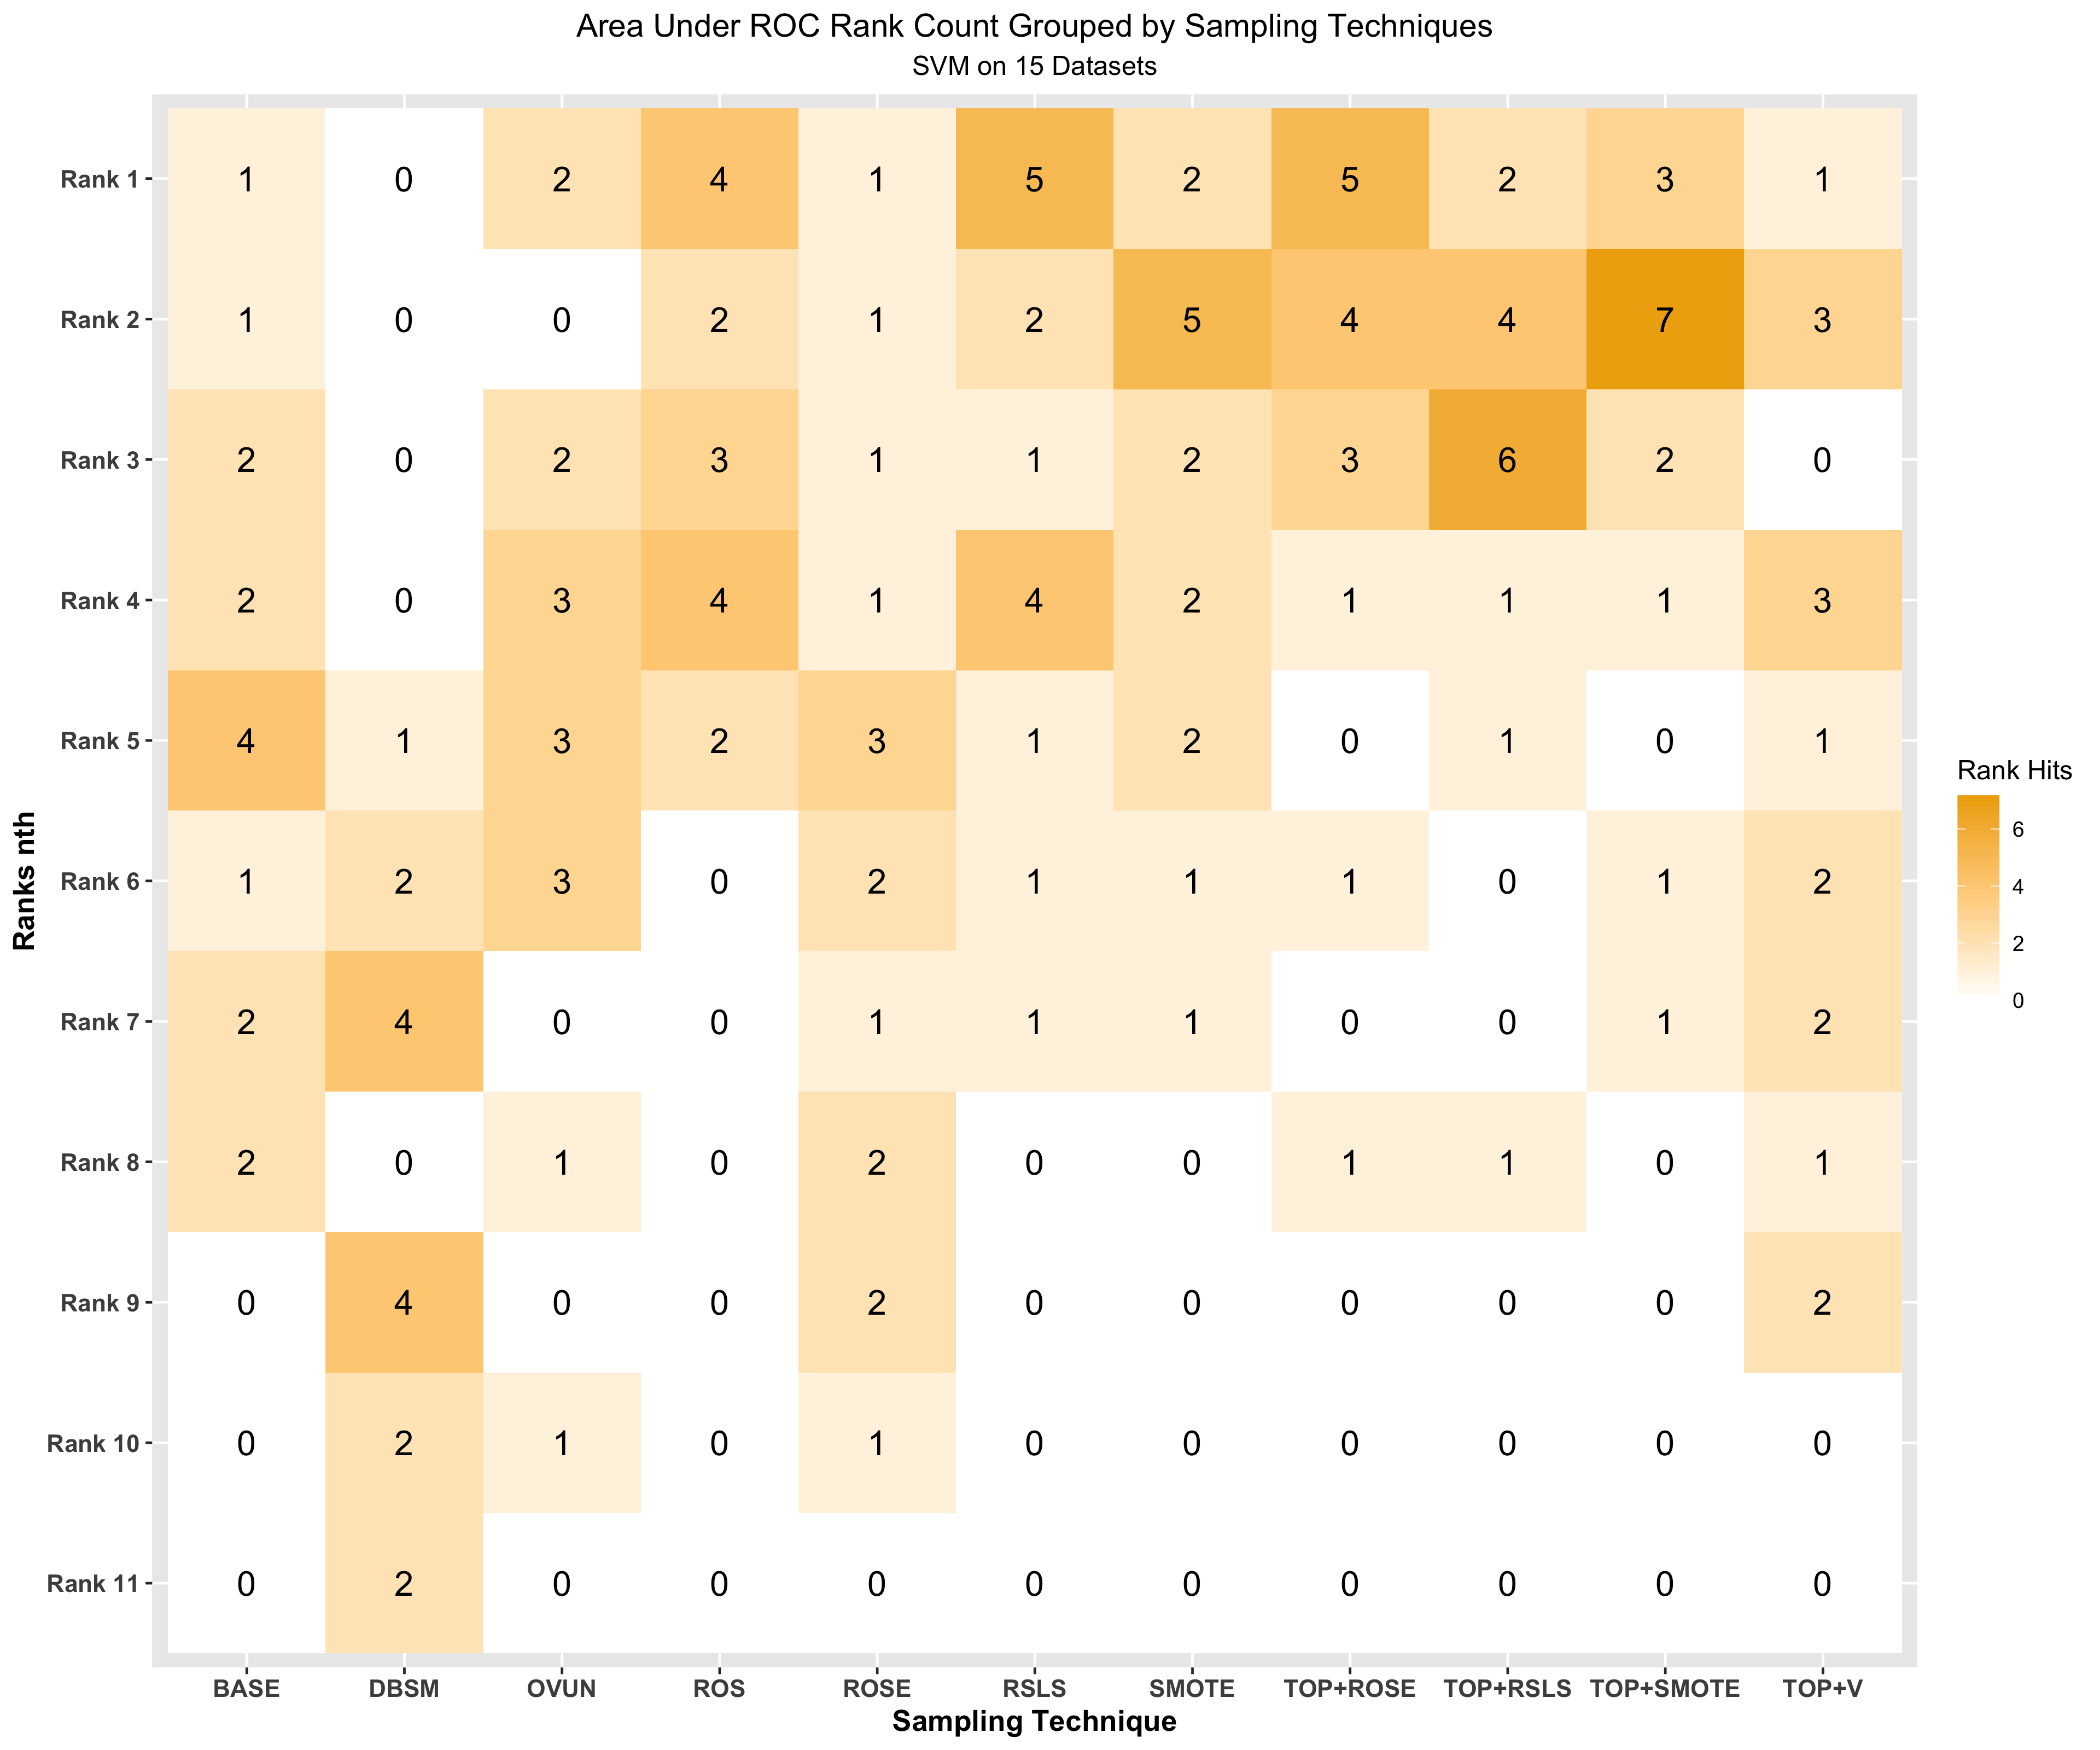 Area Under ROC Rank Count Grouped by Sampling Techniques
SVM on 15 Datasets
Rank 1 1 0 2 4 1 5 2 5 2 3 1
Rank 2 1 0 0 2 1 2 5 4 4 7 3
Rank 3 2 0 2 3 1 1 2 3 6 2 0
Rank 4 2 0 3 4 1 4 2 1 1 1 3
Rank 5 4 1 3 2 3 1 2 0 1 0 1
Rank 6 1 2 3 0 2 1 1 1 0 1 2
Rank 7 2 4 0 0 1 1 1 0 0 1 2
Rank 8 2 0 1 0 2 0 0 1 1 0 1
Rank 9 0 4 0 0 2 0 0 0 0 0 2
Rank 10 0 2 1 0 1 0 0 0 0 0 0
Rank 11 0 2 0 0 0 0 0 0 0 0 0
BASE DBSM OVUN ROS ROSE RSLS SMOTE TOP+ROSE TOP+RSLS TOP+SMOTE TOP+V
Sampling Technique
Ranks nth
Rank Hits
6
4
2
0